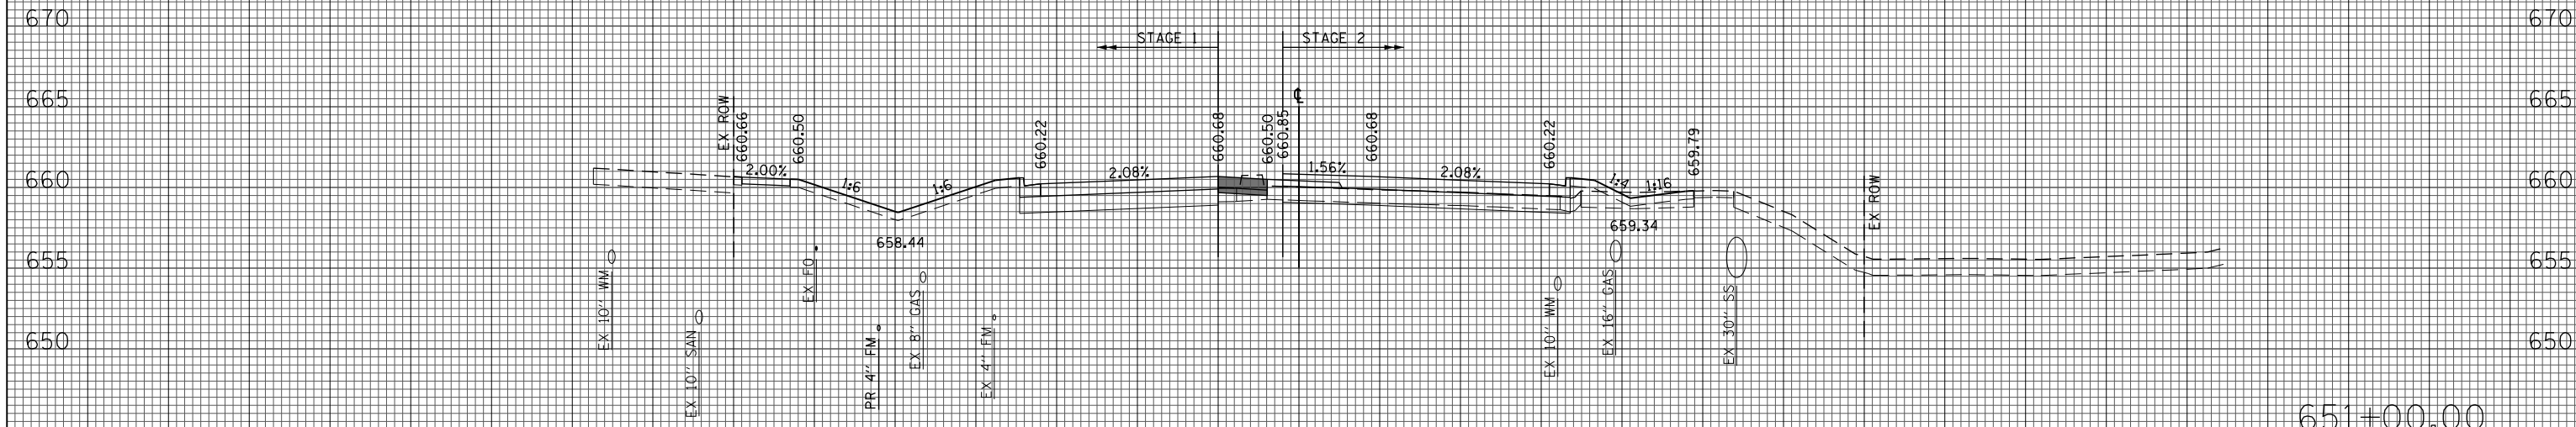 670
670
STAGE 1
STAGE 2
665
665
℄
EX ROW
660.66
660.50
660.22
660.68
660.50
660.85
660.68
660.22
659.79
EX ROW
2.00%
1:6
1:6
2.08%
1.56%
2.08%
1:4
1:16
660
660
658.44
659.34
655
655
EX 10'' WM
EX 10'' SAN
EX FO
PR 4'' FM
EX 8'' GAS
EX 4'' FM
EX 10'' WM
EX 16'' GAS
EX 30'' SS
650
650
651+00.00